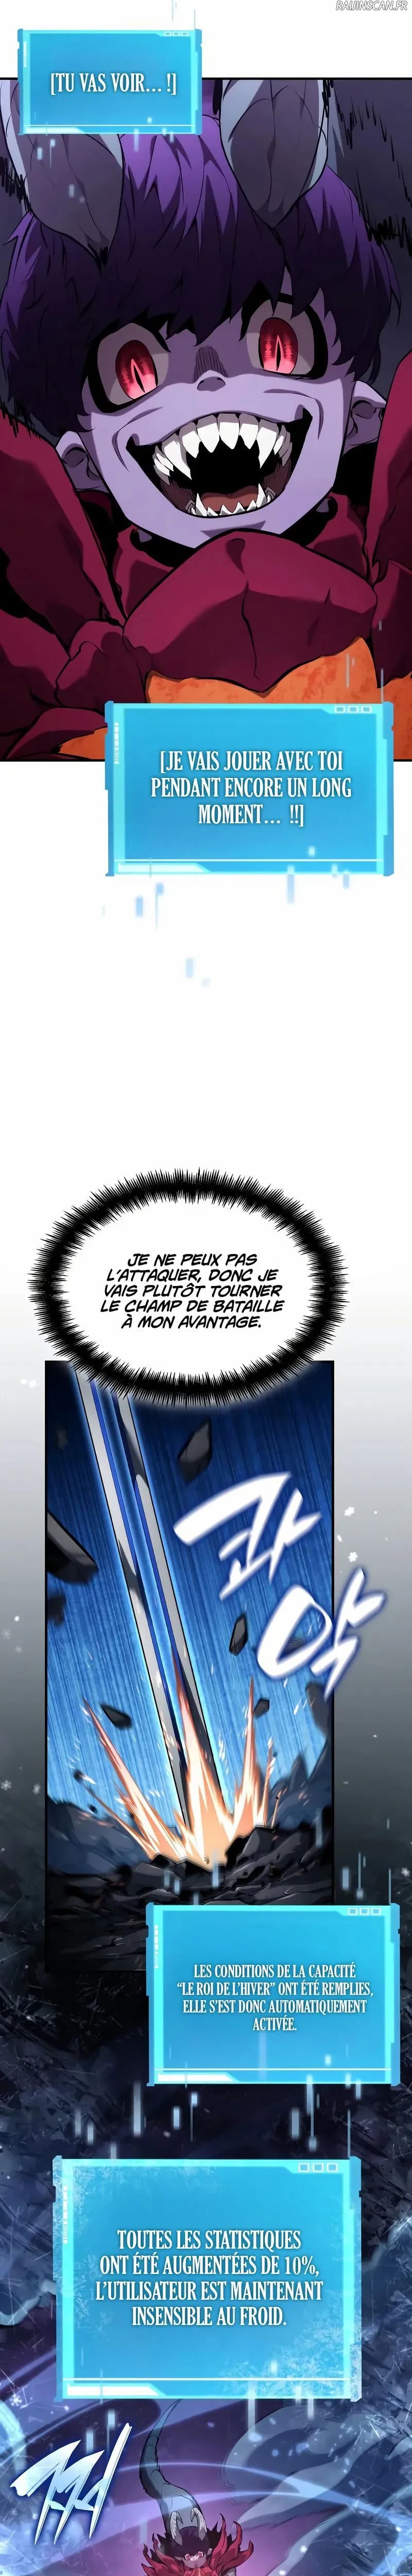 RAIJINSCAN.FR
[TU VAS VOIR... !]
[JE VAIS JOUER AVEC TOI
PENDANT ENCORE UN LONG
MOMENT... !!]
JE NE PEUX PAS
L'ATTAQUER, DONC JE
VAIS PLUTÔT TOURNER
LE CHAMP DE BATAILLE
À MON AVANTAGE.
콰
악
LES CONDITIONS DE LA CAPACITÉ
"LE ROI DE L'HIVER" ONT ÉTÉ REMPLIES,
ELLE S'EST DONC AUTOMATIQUEMENT
ACTIVÉE.
TOUTES LES STATISTIQUES
ONT ÉTÉ AUGMENTÉES DE 10%,
L'UTILISATEUR EST MAINTENANT
INSENSIBLE AU FROID.